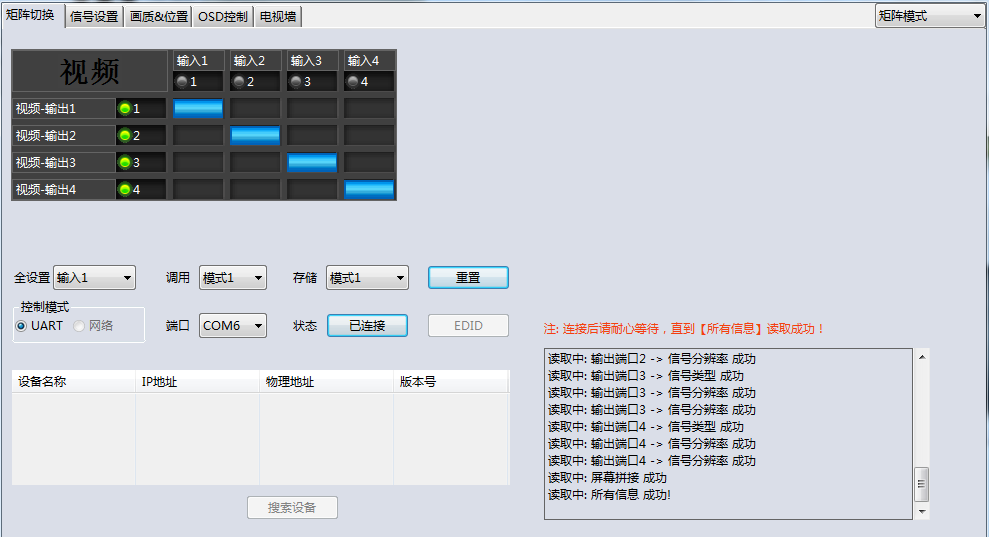 矩阵切换 信号设置 画质&位置 OSD控制 电视墙 矩阵模式
视频 输入1 输入2 输入3 输入4
1 2 3 4
视频-输出1 1
视频-输出2 2
视频-输出3 3
视频-输出4 4
全设置 输入1 调用 模式1 存储 模式1 重置
控制模式
UART 网络 端口 COM6 状态 已连接 EDID
注: 连接后请耐心等待，直到【所有信息】读取成功！
设备名称 IP地址 物理地址 版本号
搜索设备
读取中: 输出端口2 -> 信号分辨率 成功
读取中: 输出端口3 -> 信号类型 成功
读取中: 输出端口3 -> 信号分辨率 成功
读取中: 输出端口3 -> 信号分辨率 成功
读取中: 输出端口4 -> 信号类型 成功
读取中: 输出端口4 -> 信号分辨率 成功
读取中: 输出端口4 -> 信号分辨率 成功
读取中: 屏幕拼接 成功
读取中: 所有信息 成功!